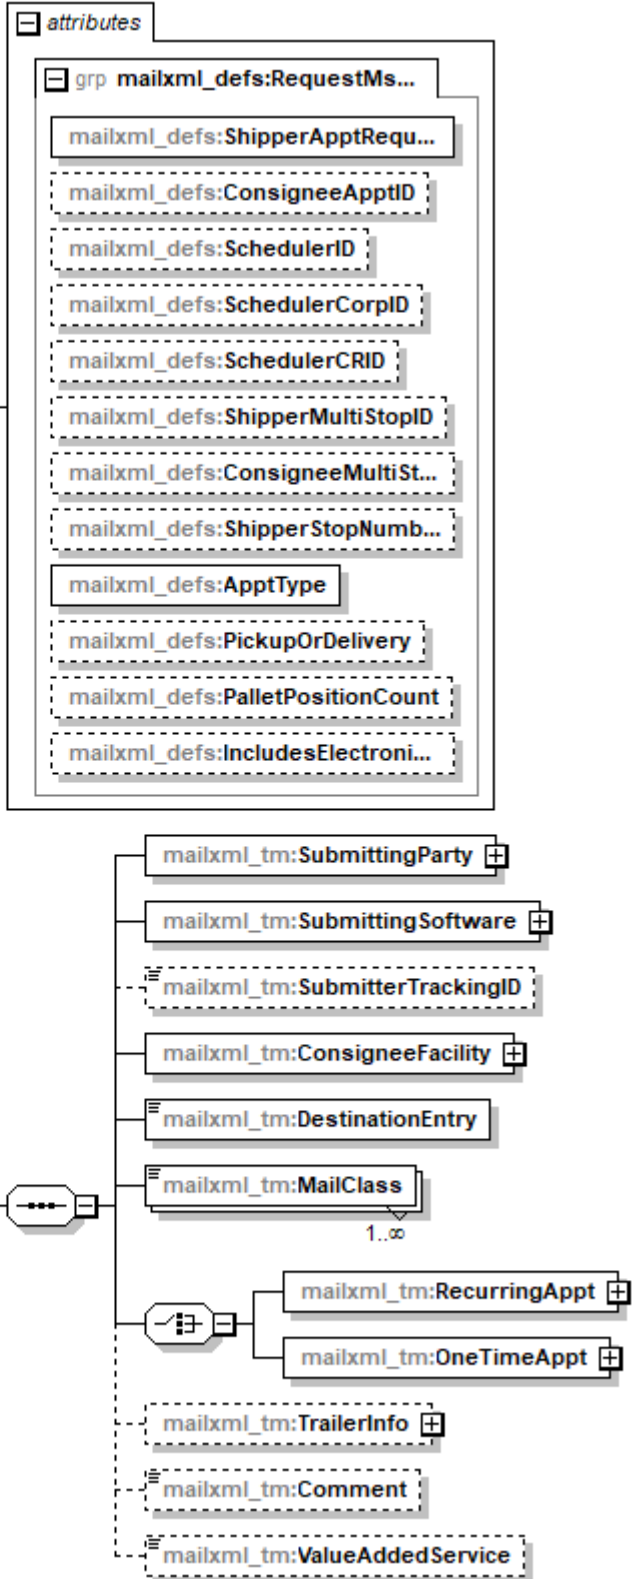 attributes
grp mailxml_defs:RequestMs...
mailxml_defs:ShipperApptRequ...
mailxml_defs:ConsigneeApptID
mailxml_defs:SchedulerID
mailxml_defs:SchedulerCorpID
mailxml_defs:SchedulerCRID
mailxml_defs:ShipperMultiStopID
mailxml_defs:ConsigneeMultiSt...
mailxml_defs:ShipperStopNumb...
mailxml_defs:ApptType
mailxml_defs:PickupOrDelivery
mailxml_defs:PalletPositionCount
mailxml_defs:IncludesElectroni...
mailxml_tm:SubmittingParty
mailxml_tm:SubmittingSoftware
mailxml_tm:SubmitterTrackingID
mailxml_tm:ConsigneeFacility
mailxml_tm:DestinationEntry
mailxml_tm:MailClass
1..∞
mailxml_tm:RecurringAppt
mailxml_tm:OneTimeAppt
mailxml_tm:TrailerInfo
mailxml_tm:Comment
mailxml_tm:ValueAddedService